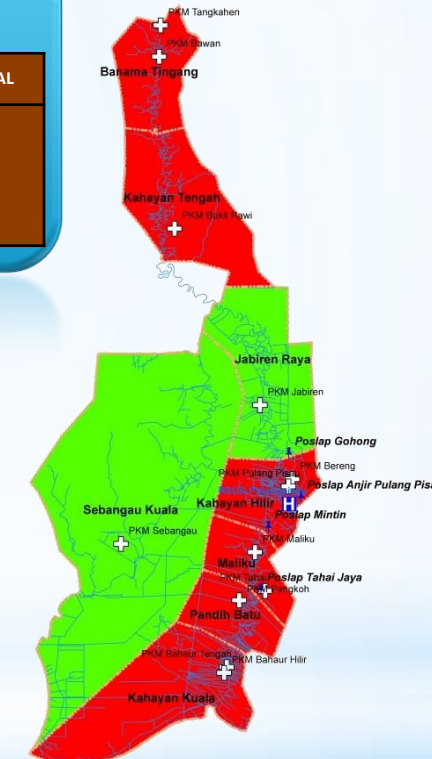 PKM Tangkahen
PKM Bawan
AL
Banama Tingang
Kahayan Tengah
PKM Bukit Rawi
Jabiren Raya
PKM Jabiren
Poslap Gohong
PKM Bereng
PKM Pulang Pisau
Poslap Anjir Pulang Pisa
Kahayan Hilir
H
Sebangau Kuala
Poslap Mintin
PKM Sebangau
PKM Maliku
Maliku
PKM Tahai
Poslap Tahai Jaya
PKM Pangkoh
Pandih Batu
PKM Bahaur Tengah
PKM Bahaur Hilir
Kahayan Kuala